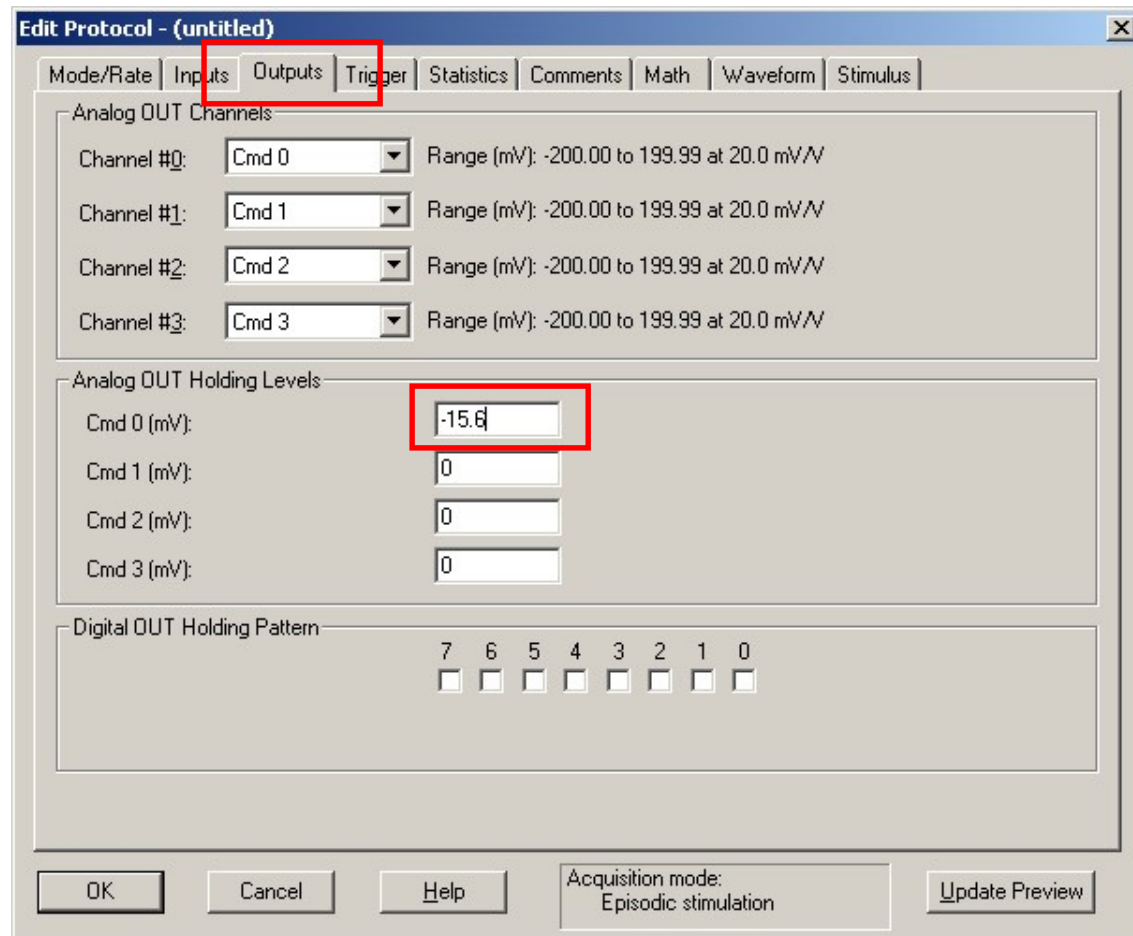 Edit Protocol - (untitled)
Mode/Rate Inputs Outputs Trigger Statistics Comments Math Waveform Stimulus
Analog OUT Channels
Channel #0: Cmd 0 Range (mV): -200.00 to 199.99 at 20.0 mV/V
Channel #1: Cmd 1 Range (mV): -200.00 to 199.99 at 20.0 mV/V
Channel #2: Cmd 2 Range (mV): -200.00 to 199.99 at 20.0 mV/V
Channel #3: Cmd 3 Range (mV): -200.00 to 199.99 at 20.0 mV/V
Analog OUT Holding Levels
Cmd 0 (mV): -15.6
Cmd 1 (mV): 0
Cmd 2 (mV): 0
Cmd 3 (mV): 0
Digital OUT Holding Pattern
7 6 5 4 3 2 1 0
OK Cancel Help Acquisition mode: Update Preview
Episodic stimulation